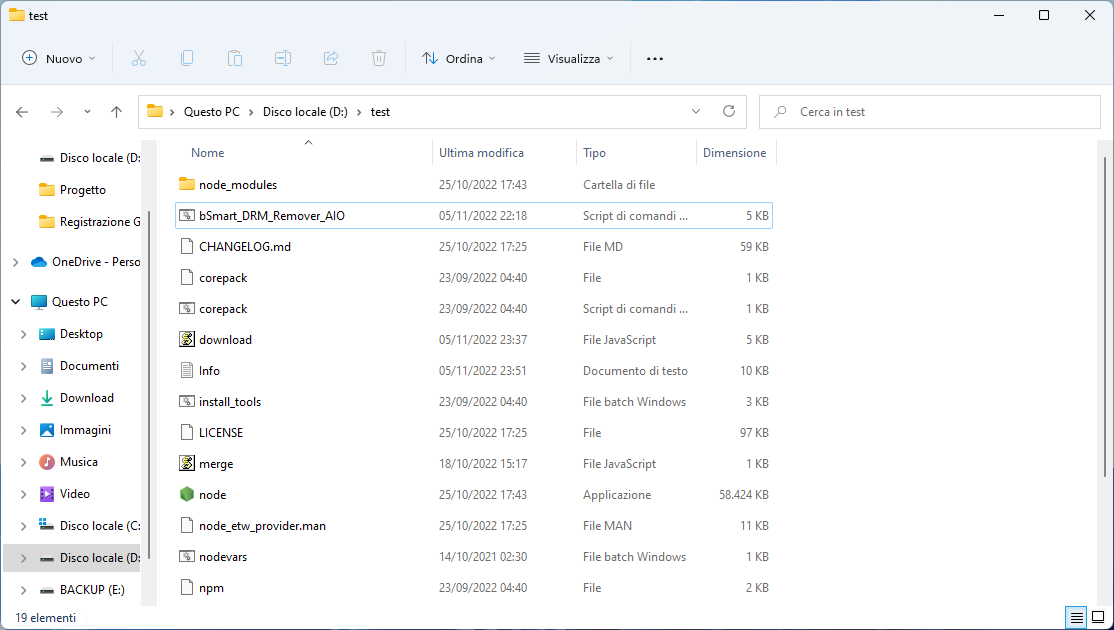 test
Nuovo Ordina Visualizza
Questo PC Disco locale (D:) test Cerca in test
Disco locale (D:
Progetto
Registrazione G
OneDrive - Perso
Questo PC
Desktop
Documenti
Download
Immagini
Musica
Video
Disco locale (C:
Disco locale (D:
BACKUP (E:)
Nome Ultima modifica Tipo Dimensione
node_modules 25/10/2022 17:43 Cartella di file
bSmart_DRM_Remover_AIO 05/11/2022 22:18 Script di comandi ... 5 KB
CHANGELOG.md 25/10/2022 17:25 File MD 59 KB
corepack 23/09/2022 04:40 File 1 KB
corepack 23/09/2022 04:40 Script di comandi ... 1 KB
download 05/11/2022 23:37 File JavaScript 5 KB
Info 05/11/2022 23:51 Documento di testo 10 KB
install_tools 23/09/2022 04:40 File batch Windows 3 KB
LICENSE 25/10/2022 17:25 File 97 KB
merge 18/10/2022 15:17 File JavaScript 1 KB
node 25/10/2022 17:43 Applicazione 58.424 KB
node_etw_provider.man 25/10/2022 17:25 File MAN 11 KB
nodevars 14/10/2021 02:30 File batch Windows 1 KB
npm 23/09/2022 04:40 File 2 KB
19 elementi